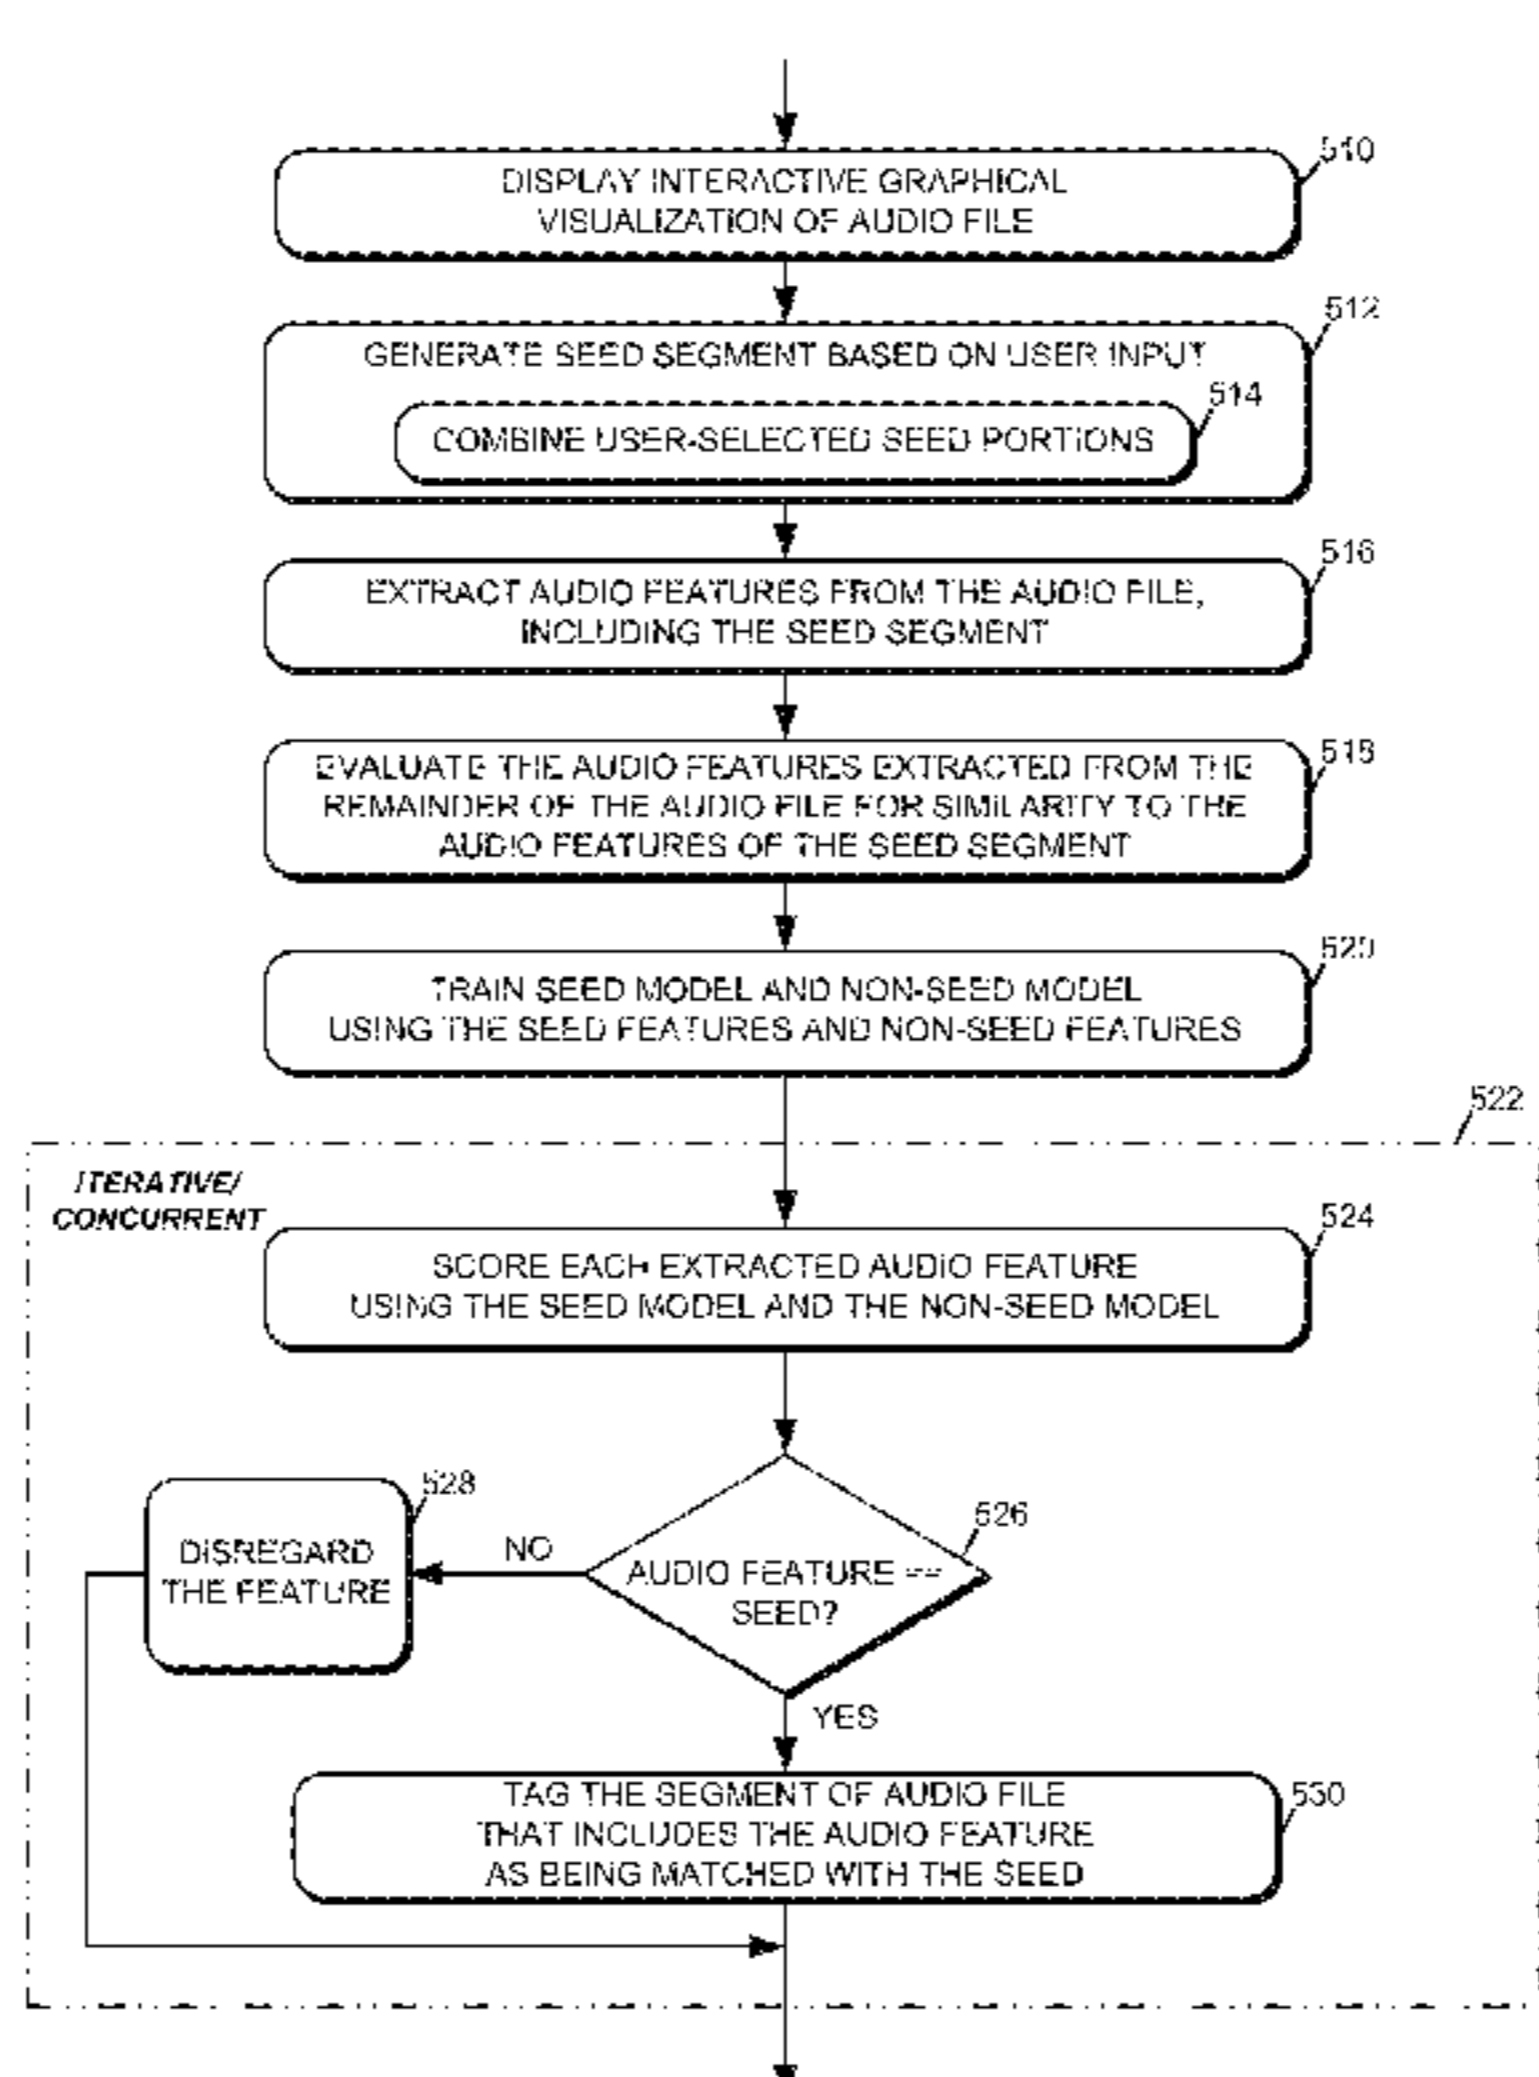 510
DISPLAY INTERACTIVE GRAPHICAL
VISUALIZATION OF AUDIO FILE
512
GENERATE SEED SEGMENT BASED ON USER INPUT
514
COMBINE USER-SELECTED SEED PORTIONS
516
EXTRACT AUDIO FEATURES FROM THE AUDIO FILE,
INCLUDING THE SEED SEGMENT
518
EVALUATE THE AUDIO FEATURES EXTRACTED FROM THE
REMAINDER OF THE AUDIO FILE FOR SIMILARITY TO THE
AUDIO FEATURES OF THE SEED SEGMENT
520
TRAIN SEED MODEL AND NON-SEED MODEL
USING THE SEED FEATURES AND NON-SEED FEATURES
522
ITERATIVE/
CONCURRENT
524
SCORE EACH EXTRACTED AUDIO FEATURE
USING THE SEED MODEL AND THE NON-SEED MODEL
528
DISREGARD
THE FEATURE
NO
526
AUDIO FEATURE ==
SEED?
YES
530
TAG THE SEGMENT OF AUDIO FILE
THAT INCLUDES THE AUDIO FEATURE
AS BEING MATCHED WITH THE SEED